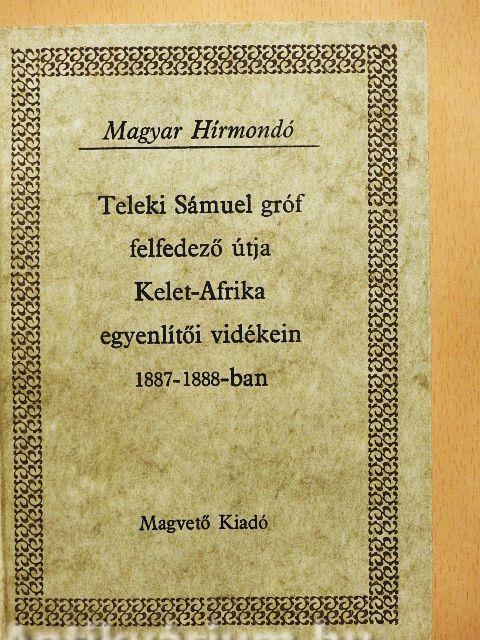 Magyar Hírmondó
Teleki Sámuel gróf
felfedező útja
Kelet-Afrika
egyenlítői vidékein
1887-1888-ban
Magvető Kiadó